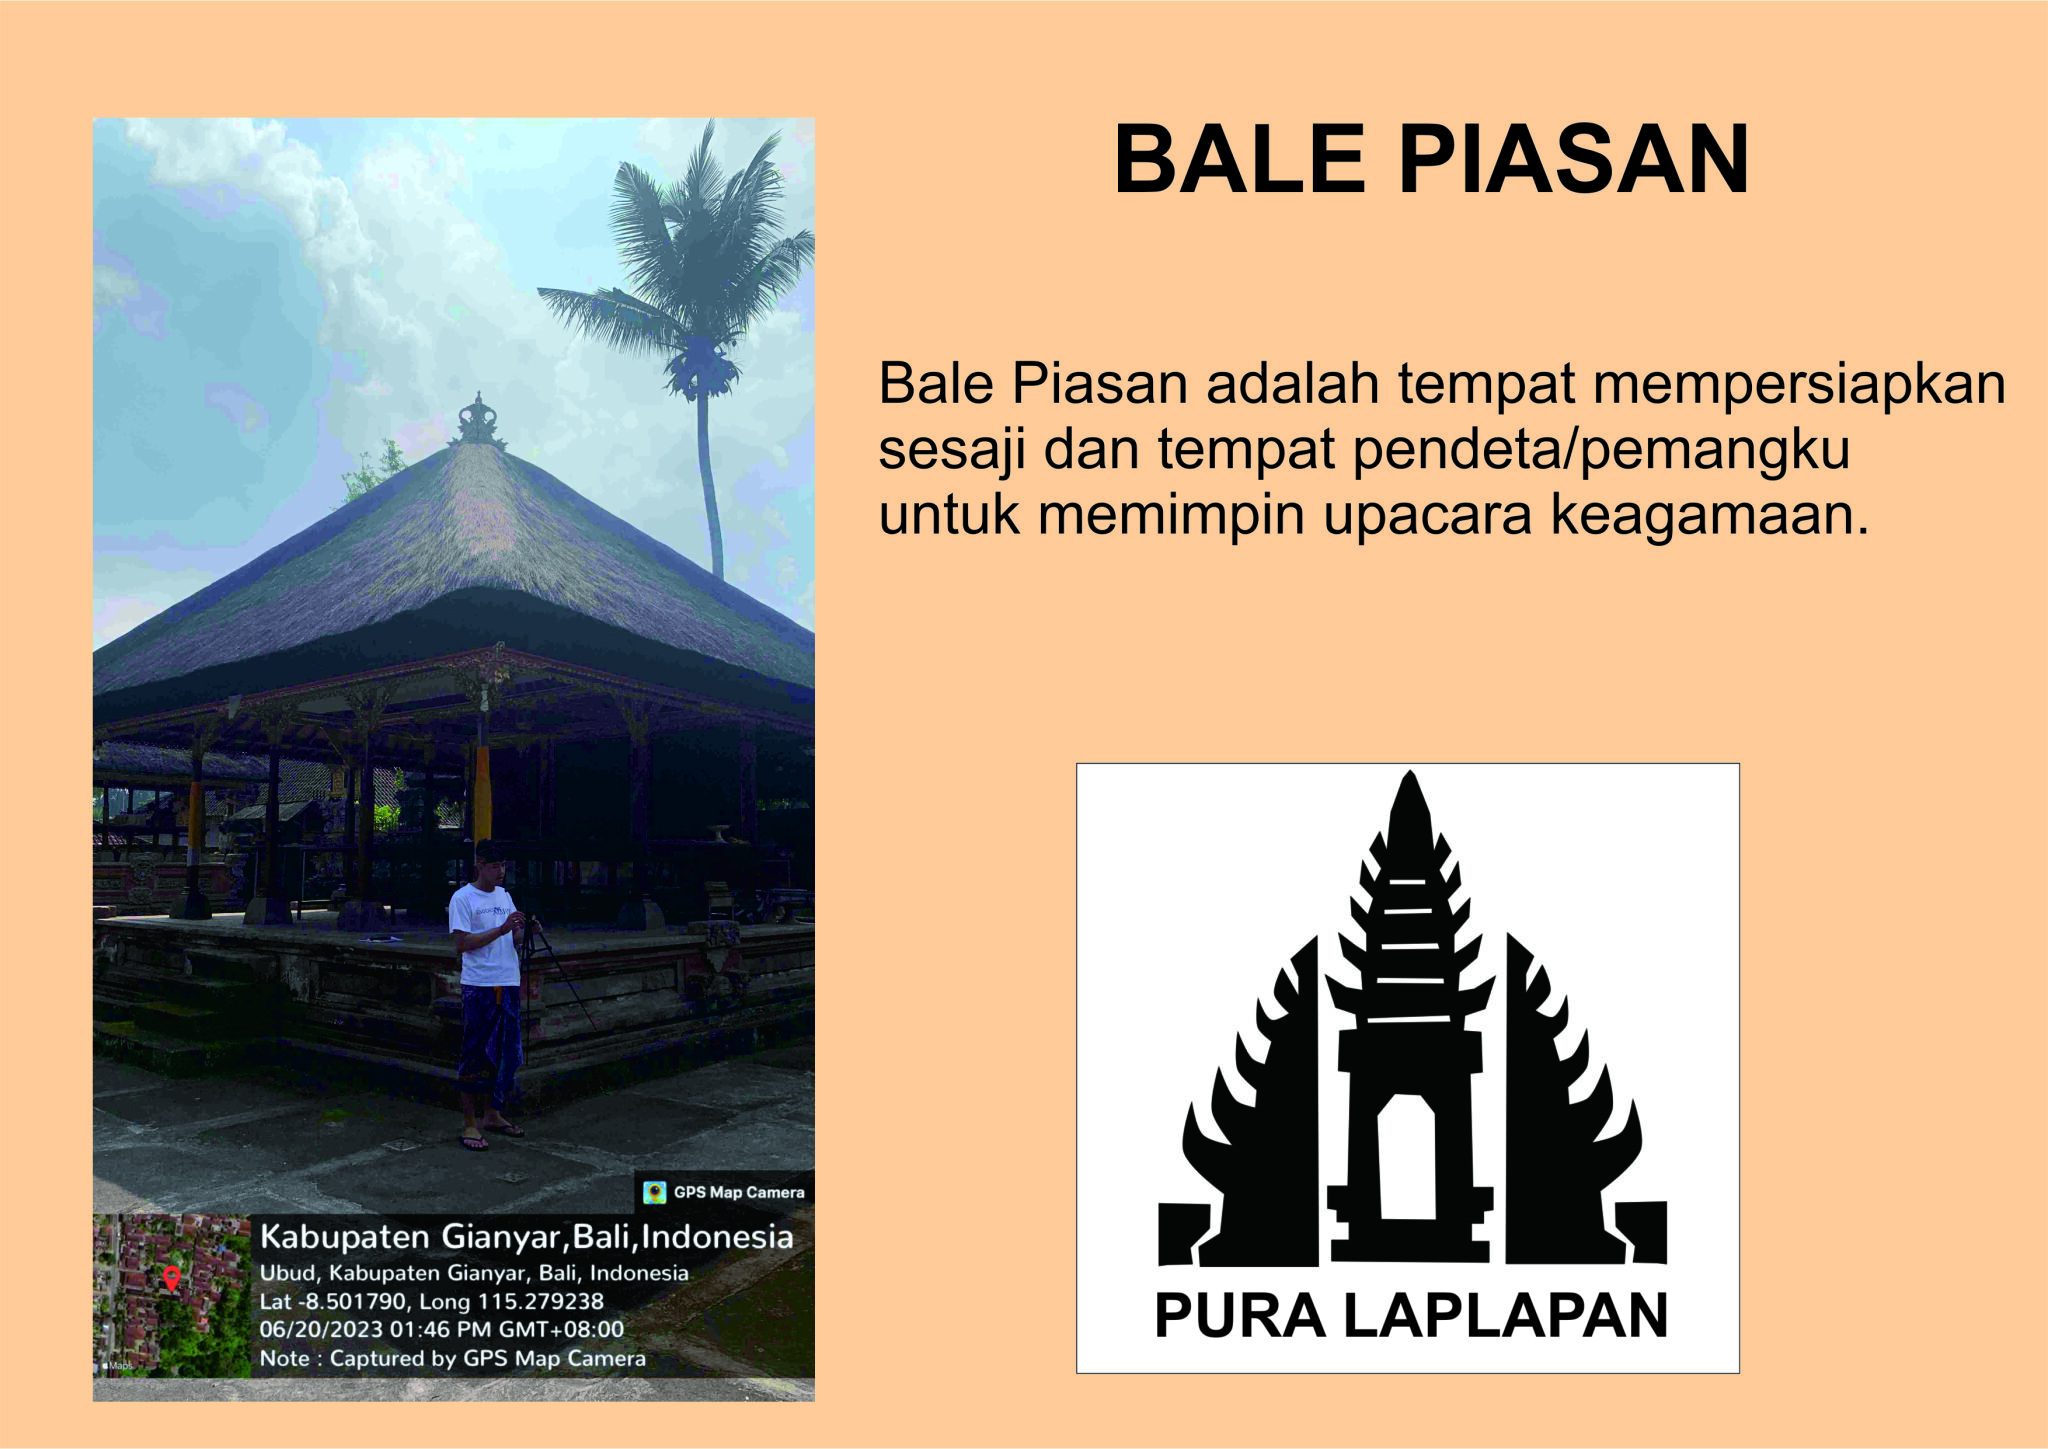 BALE PIASAN
Bale Piasan adalah tempat mempersiapkan
sesaji dan tempat pendeta/pemangku
untuk memimpin upacara keagamaan.
GPS Map Camera
Kabupaten Gianyar,Bali,Indonesia
Ubud, Kabupaten Gianyar, Bali, Indonesia
Lat -8.501790, Long 115.279238
06/20/2023 01:46 PM GMT+08:00
Note : Captured by GPS Map Camera
Maps
PURA LAPLAPAN